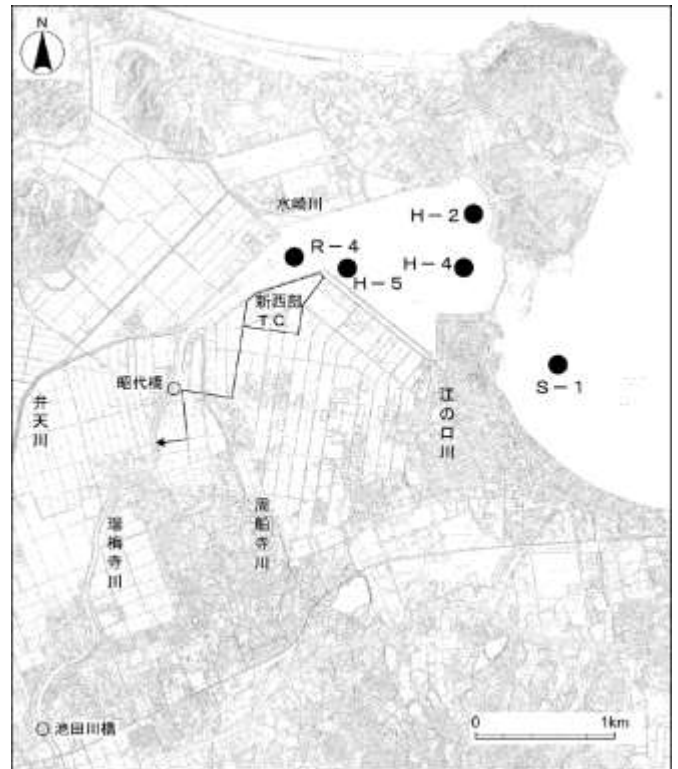 N
水崎川
H-2
R-4
H-4
H-5
新西部
TC
S-1
昭代橋
弁天川
江の口川
周船寺川
瑞梅寺川
池田川橋
0
1km